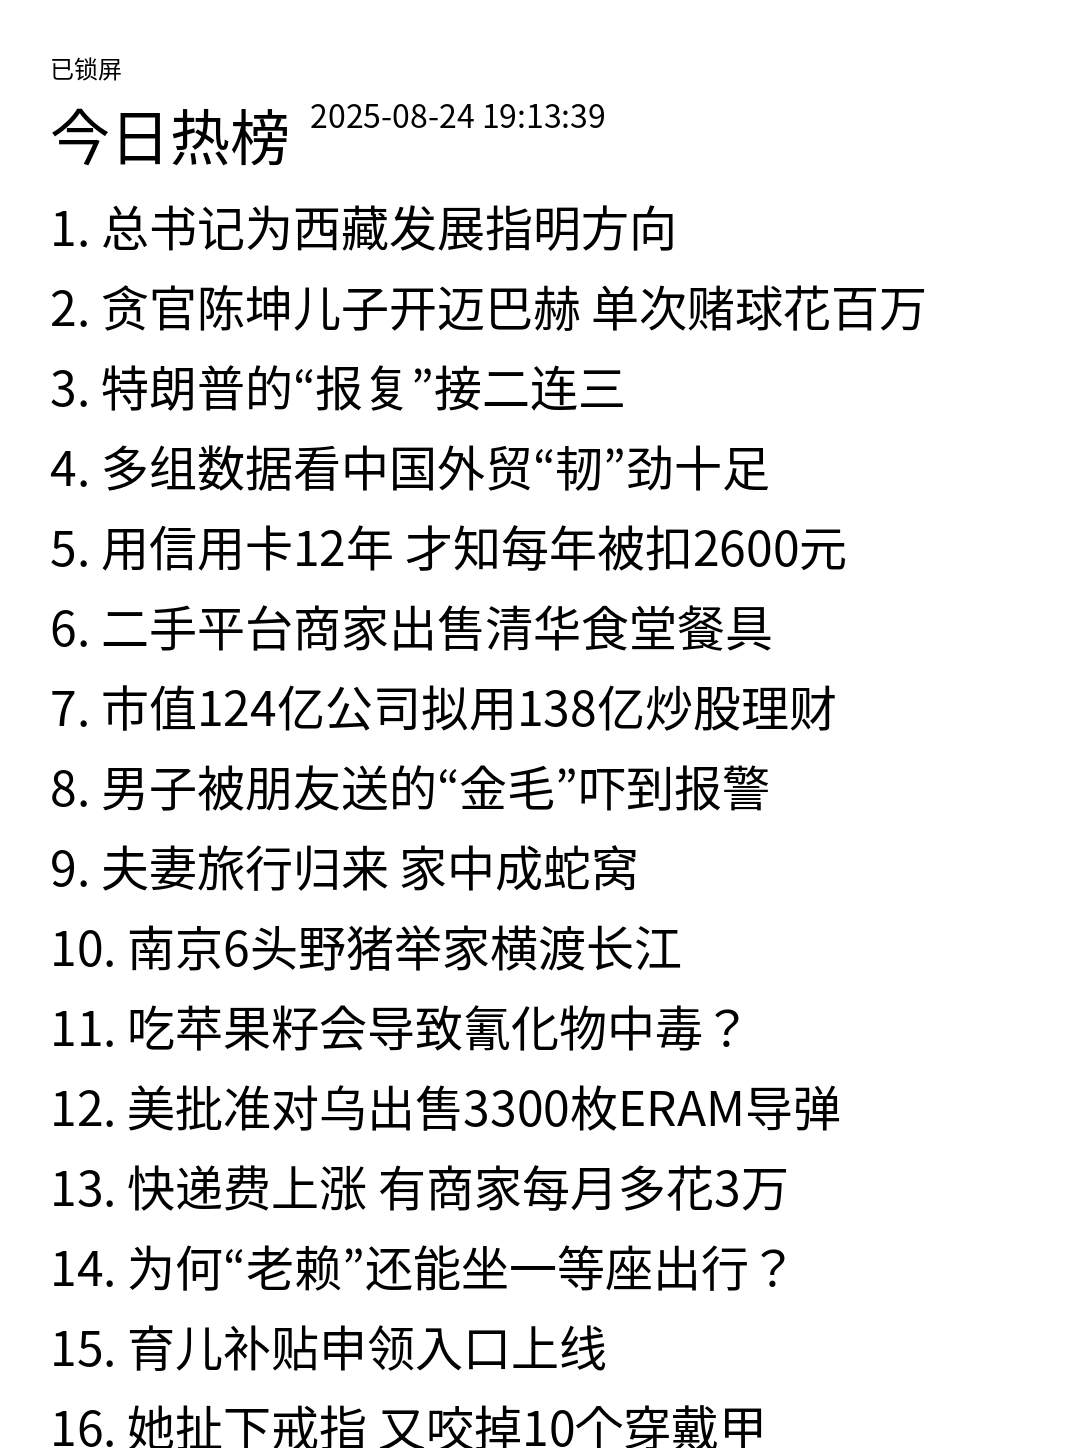 已锁屏
今日热榜 2025-08-24 19:13:39
1. 总书记为西藏发展指明方向
2. 贪官陈坤儿子开迈巴赫 单次赌球花百万
3. 特朗普的“报复”接二连三
4. 多组数据看中国外贸“韧”劲十足
5. 用信用卡12年 才知每年被扣2600元
6. 二手平台商家出售清华食堂餐具
7. 市值124亿公司拟用138亿炒股理财
8. 男子被朋友送的“金毛”吓到报警
9. 夫妻旅行归来 家中成蛇窝
10. 南京6头野猪举家横渡长江
11. 吃苹果籽会导致氰化物中毒？
12. 美批准对乌出售3300枚ERAM导弹
13. 快递费上涨 有商家每月多花3万
14. 为何“老赖”还能坐一等座出行？
15. 育儿补贴申领入口上线
16. 她扯下戒指 又咬掉10个穿戴甲